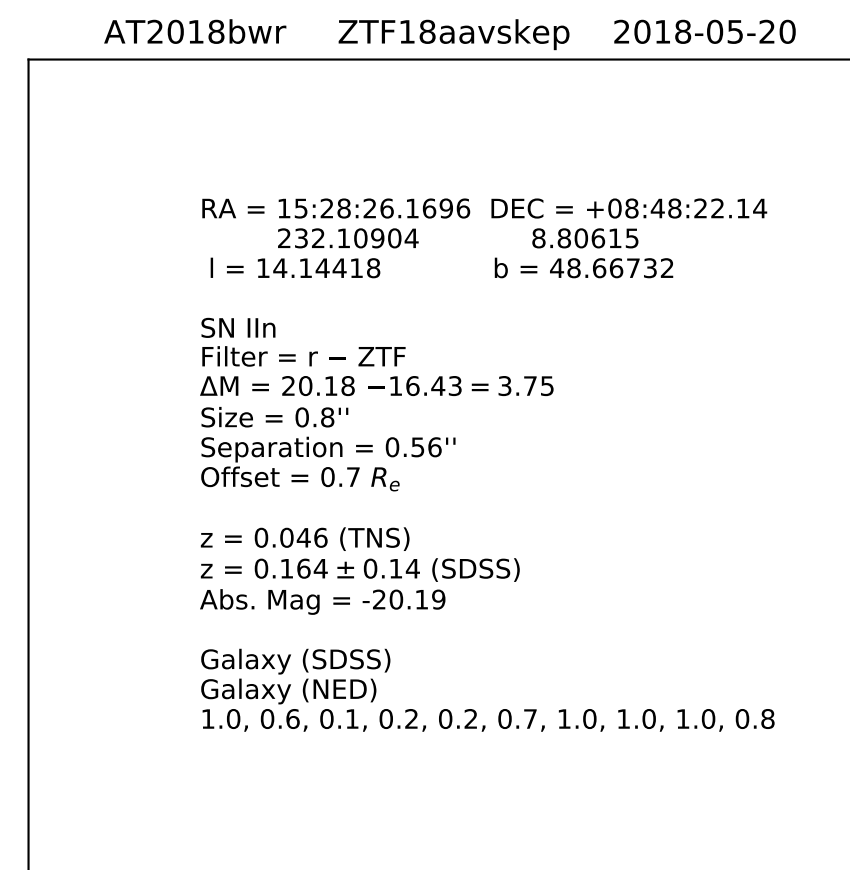 AT2018bwr ZTF18aavskep 2018-05-20
RA = 15:28:26.1696 DEC = +08:48:22.14
232.10904 8.80615
l = 14.14418 b = 48.66732
SN IIn
Filter = r − ZTF
ΔM = 20.18 −16.43 = 3.75
Size = 0.8''
Separation = 0.56''
Offset = 0.7 Rₑ
z = 0.046 (TNS)
z = 0.164 ± 0.14 (SDSS)
Abs. Mag = -20.19
Galaxy (SDSS)
Galaxy (NED)
1.0, 0.6, 0.1, 0.2, 0.2, 0.7, 1.0, 1.0, 1.0, 0.8